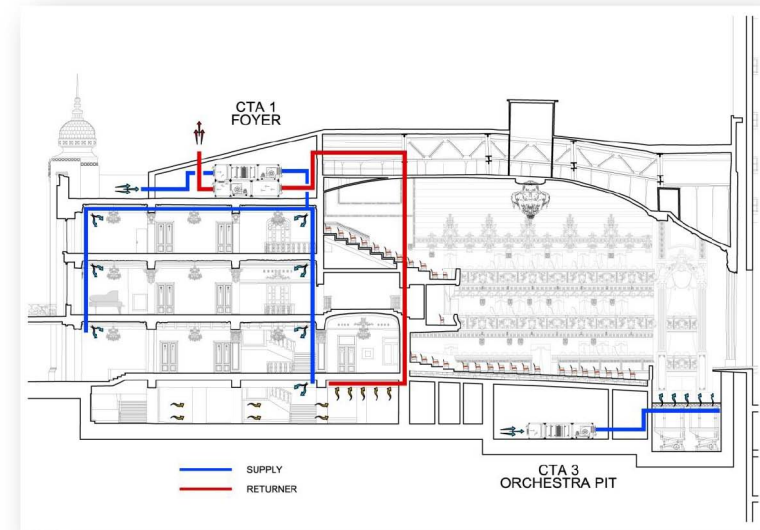 CTA 1
FOYER
SUPPLY
RETURNER
CTA 3
ORCHESTRA PIT